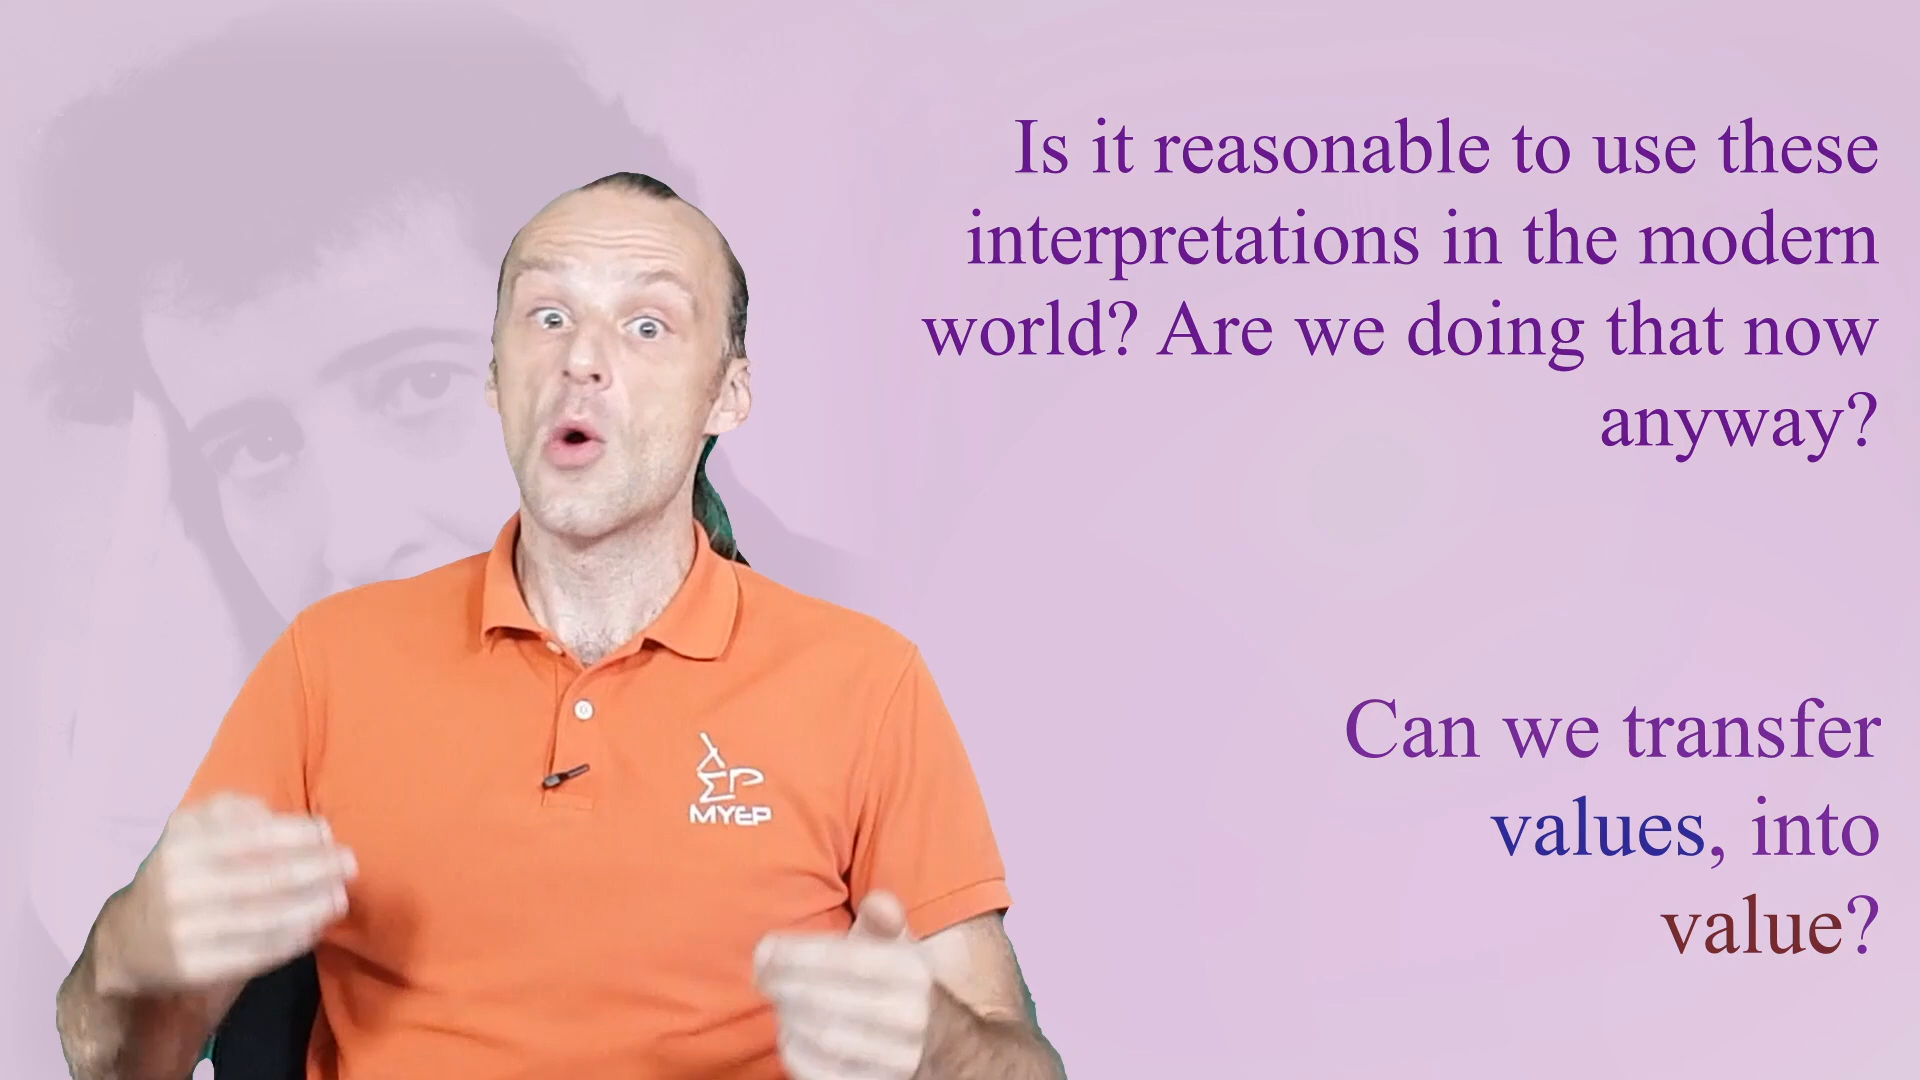 Is it reasonable to use these
interpretations in the modern
world? Are we doing that now
anyway?
Can we transfer
values, into
value?
MYEP